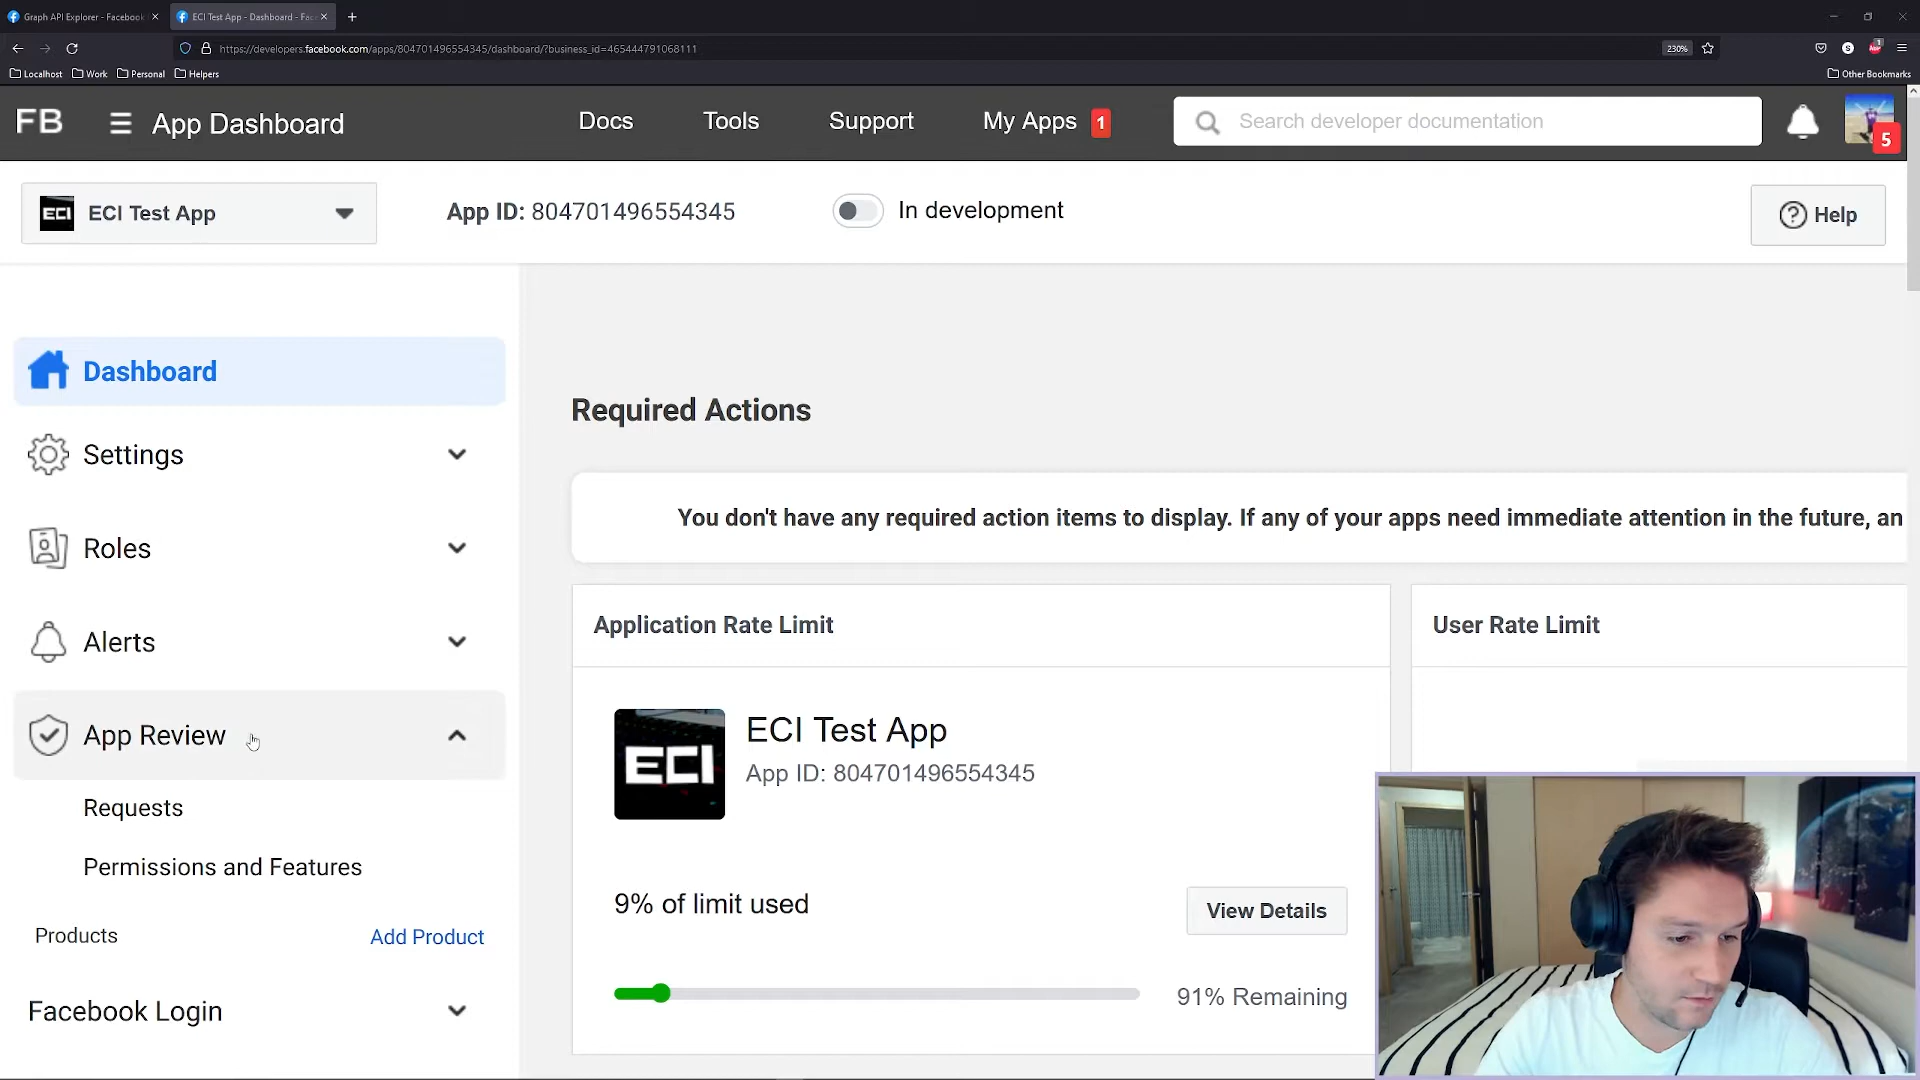 Graph API Explorer - Facebook
ECI Test App - Dashboard - Fac
https://developers.facebook.com/apps/804701496554345/dashboard/?business_id=465444791068111
230%
Localhost
Work
Personal
Helpers
Other Bookmarks
FB
App Dashboard
Docs
Tools
Support
My Apps 1
Search developer documentation
5
ECI
ECI Test App
App ID: 804701496554345
In development
Help
Dashboard
Settings
Roles
Alerts
App Review
Requests
Permissions and Features
Products
Add Product
Facebook Login
Required Actions
You don't have any required action items to display. If any of your apps need immediate attention in the future, an
Application Rate Limit
ECI
ECI Test App
App ID: 804701496554345
9% of limit used
View Details
91% Remaining
User Rate Limit